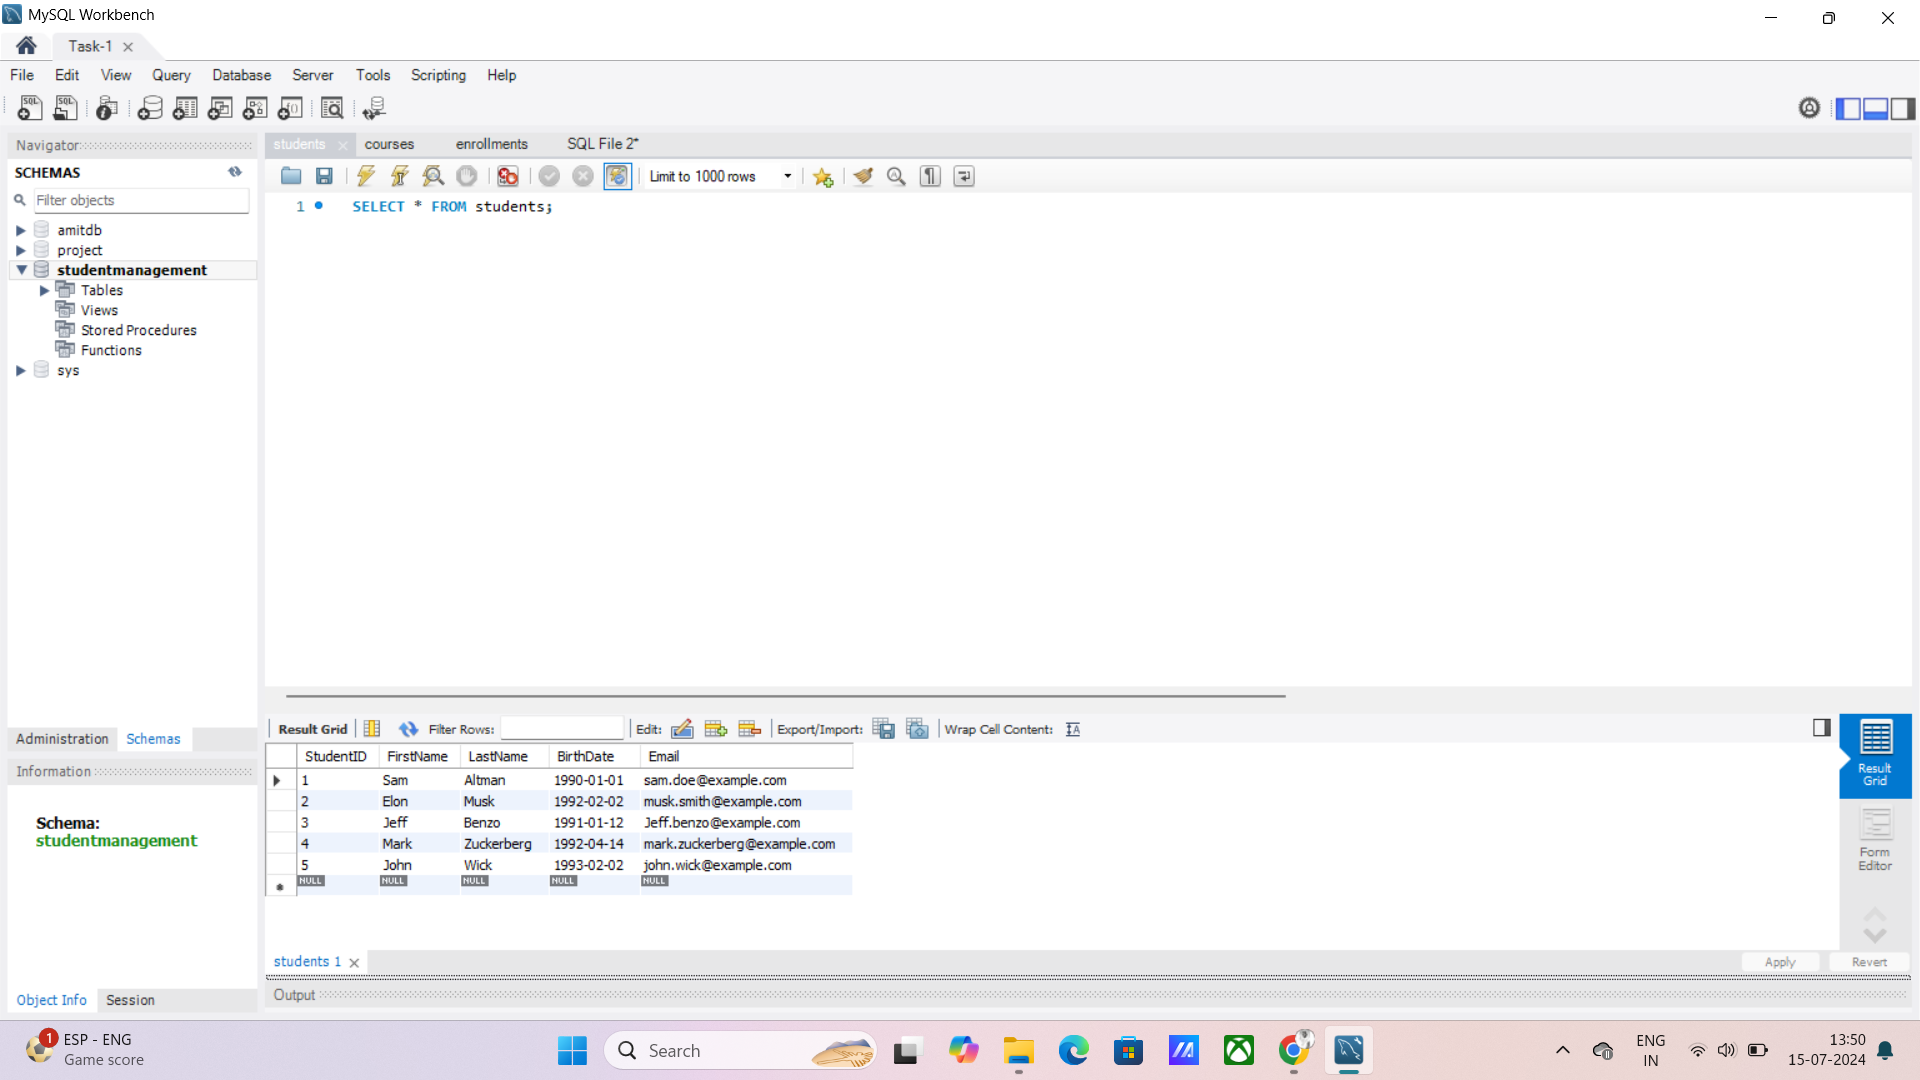 MySQL Workbench
Task-1
File Edit View Query Database Server Tools Scripting Help
Navigator
students courses enrollments SQL File 2*
SCHEMAS
Limit to 1000 rows
Filter objects
1 SELECT * FROM students;
amitdb
project
studentmanagement
Tables
Views
Stored Procedures
Functions
sys
Administration Schemas
Information
Schema:
studentmanagement
Object Info Session
Result Grid Filter Rows: Edit: Export/Import: Wrap Cell Content:
StudentID FirstName LastName BirthDate Email
1 Sam Altman 1990-01-01 sam.doe@example.com
2 Elon Musk 1992-02-02 musk.smith@example.com
3 Jeff Benzo 1991-01-12 Jeff.benzo@example.com
4 Mark Zuckerberg 1992-04-14 mark.zuckerberg@example.com
5 John Wick 1993-02-02 john.wick@example.com
NULL NULL NULL NULL NULL
Result
Grid
Form
Editor
students 1
Apply Revert
Output
1
ESP - ENG
Game score
Search
ENG
IN
13:50
15-07-2024